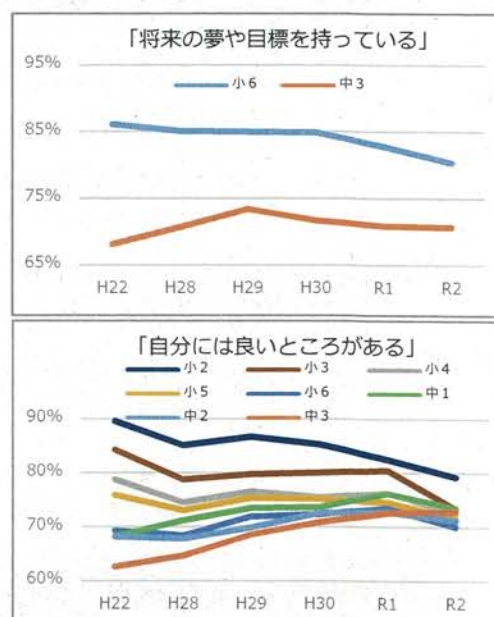 「将来の夢や目標を持っている」
95%
小6 中3
85%
75%
65%
H22 H28 H29 H30 R1 R2
「自分には良いところがある」
小2 小3 小4
小5 小6 中1
中2 中3
90%
80%
70%
60%
H22 H28 H29 H30 R1 R2